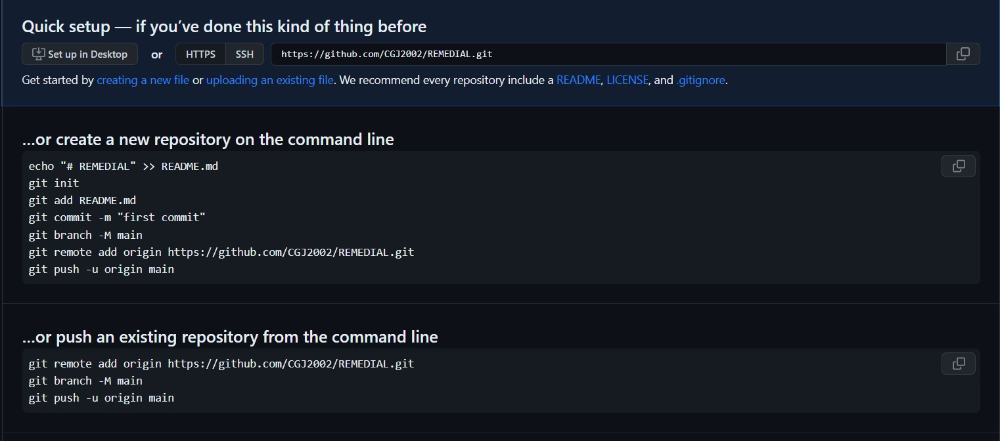 Quick setup — if you’ve done this kind of thing before
Set up in Desktop or HTTPS SSH https://github.com/CGJ2002/REMEDIAL.git
Get started by creating a new file or uploading an existing file. We recommend every repository include a README, LICENSE, and .gitignore.
…or create a new repository on the command line
echo "# REMEDIAL" >> README.md
git init
git add README.md
git commit -m "first commit"
git branch -M main
git remote add origin https://github.com/CGJ2002/REMEDIAL.git
git push -u origin main
…or push an existing repository from the command line
git remote add origin https://github.com/CGJ2002/REMEDIAL.git
git branch -M main
git push -u origin main